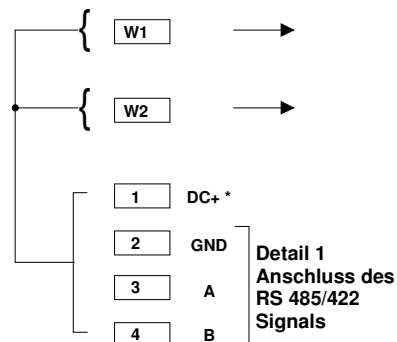 W1
W2
1 DC+ *
2 GND
3 A
4 B
Detail 1
Anschluss des
RS 485/422
Signals